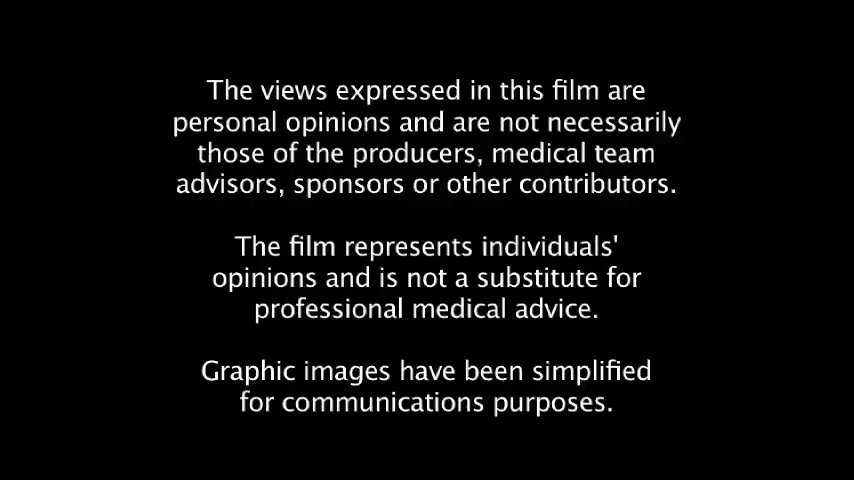 The views expressed in this film are
personal opinions and are not necessarily
those of the producers, medical team
advisors, sponsors or other contributors.
The film represents individuals'
opinions and is not a substitute for
professional medical advice.
Graphic images have been simplified
for communications purposes.